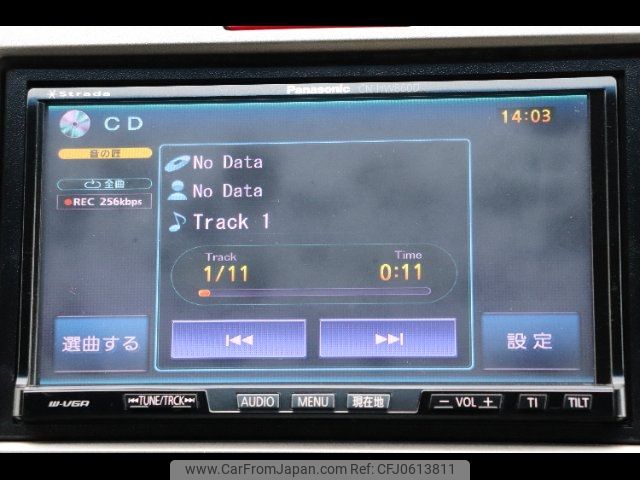 Strada
Panasonic CN-HW860D
CD
14:03
音の匠
全曲
REC 256kbps
No Data
No Data
Track 1
Track Time
1/11 0:11
選曲する
設定
W-VGA TUNE/TRCK AUDIO MENU 現在地 − VOL + TI TILT
www.CarFromJapan.com - CFJ0613811